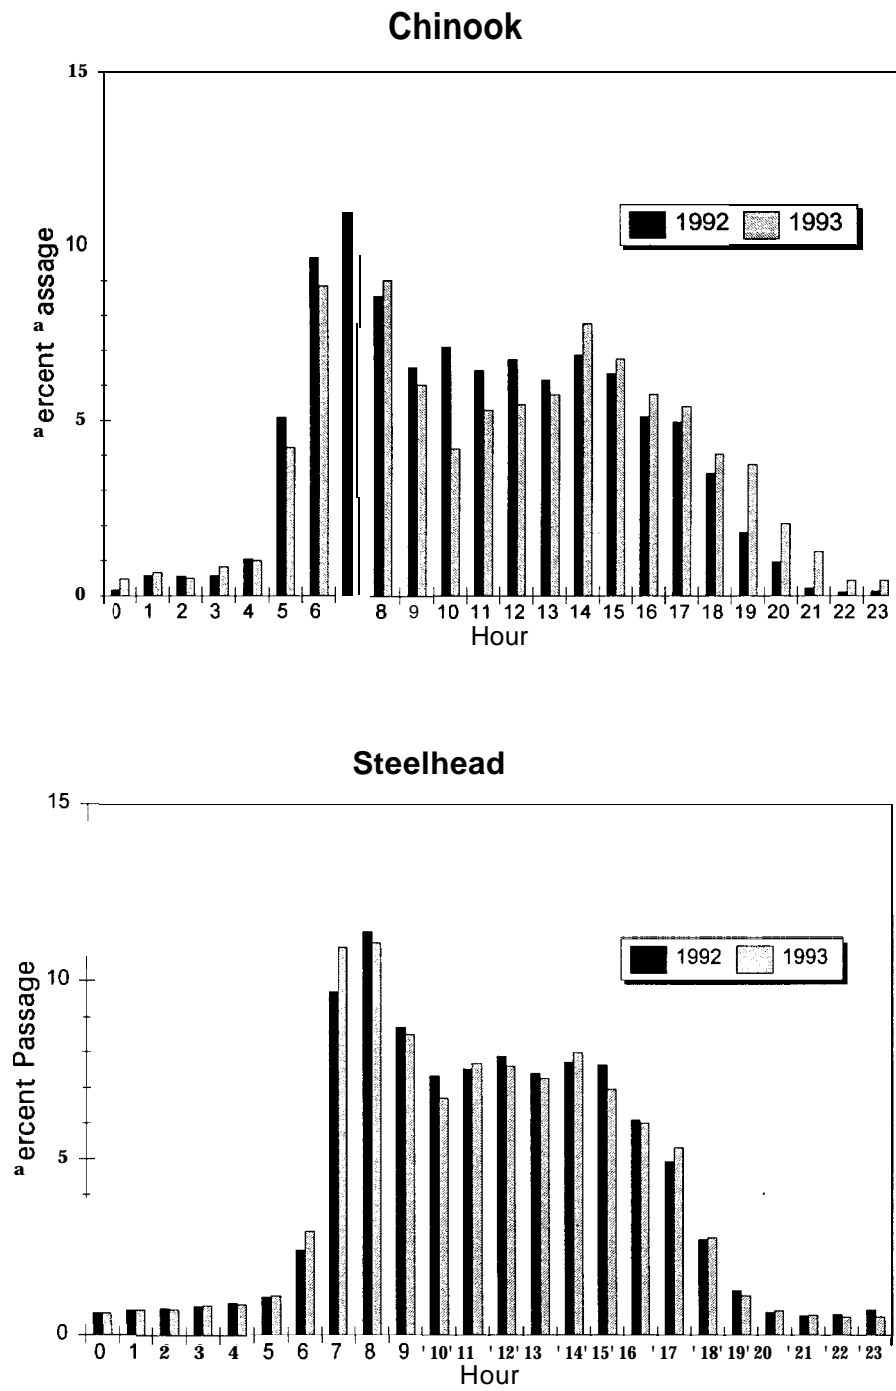 Chinook
15
10
5
0
ªercent ªassage
1992 1993
0 1 2 3 4 5 6 8 9 10 11 12 13 14 15 16 17 18 19 20 21 22 23
Hour
Steelhead
15
10
5
0
ªercent Passage
1992 1993
0 1 2 3 4 5 6 7 8 9 ' 10 ' 11 ' 12 ' 13 ' 14 ' 15 ' 16 ' 17 ' 18 ' 19 ' 20 ' 21 ' 22 ' 23
Hour